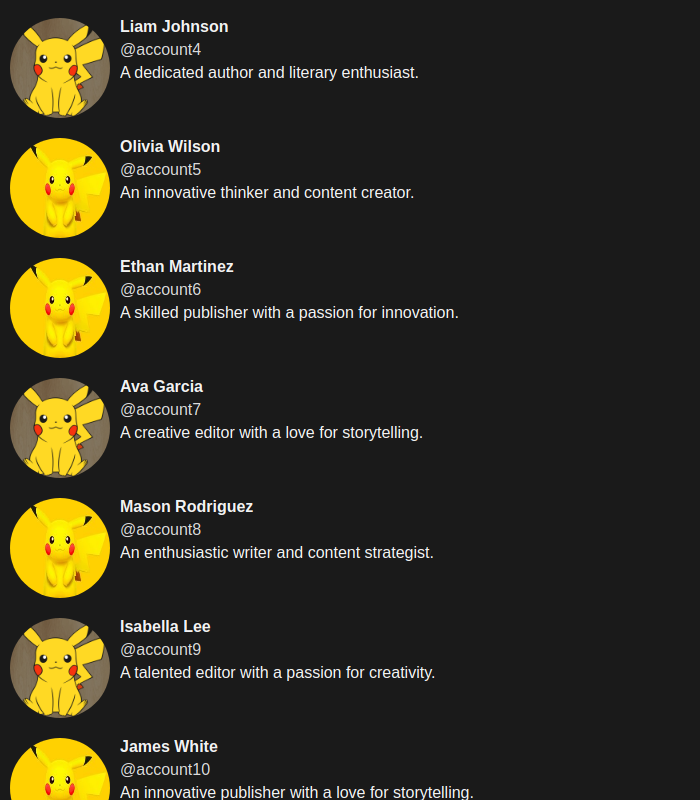 Liam Johnson
@account4
A dedicated author and literary enthusiast.
Olivia Wilson
@account5
An innovative thinker and content creator.
Ethan Martinez
@account6
A skilled publisher with a passion for innovation.
Ava Garcia
@account7
A creative editor with a love for storytelling.
Mason Rodriguez
@account8
An enthusiastic writer and content strategist.
Isabella Lee
@account9
A talented editor with a passion for creativity.
James White
@account10
An innovative publisher with a love for storytelling.